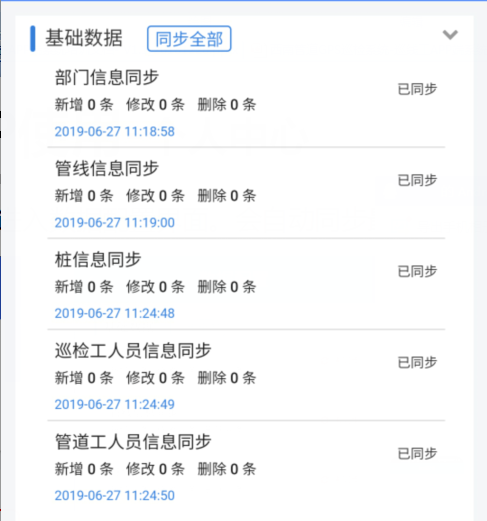 基础数据 同步全部
部门信息同步
已同步
新增 0 条 修改 0 条 删除 0 条
2019-06-27 11:18:58
管线信息同步
已同步
新增 0 条 修改 0 条 删除 0 条
2019-06-27 11:19:00
桩信息同步
已同步
新增 0 条 修改 0 条 删除 0 条
2019-06-27 11:24:48
巡检工人员信息同步
已同步
新增 0 条 修改 0 条 删除 0 条
2019-06-27 11:24:49
管道工人员信息同步
已同步
新增 0 条 修改 0 条 删除 0 条
2019-06-27 11:24:50